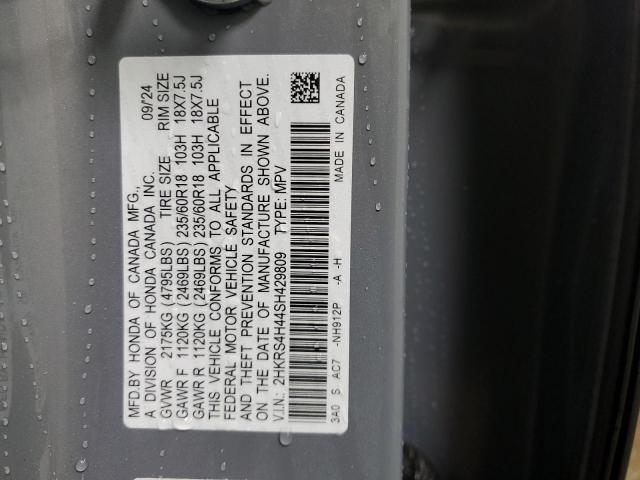 MFD.BY HONDA OF CANADA MFG.,
A DIVISION OF HONDA CANADA INC. 09/'24
GVWR 2175KG (4795LBS) TIRE SIZE RIM SIZE
GAWR F 1120KG (2469LBS) 235/60R18 103H 18X7.5J
GAWR R 1120KG (2469LBS) 235/60R18 103H 18X7.5J
THIS VEHICLE CONFORMS TO ALL APPLICABLE
FEDERAL MOTOR VEHICLE SAFETY
AND THEFT PREVENTION STANDARDS IN EFFECT
ON THE DATE OF MANUFACTURE SHOWN ABOVE.
V.I.N.: 2HKRS4H44SH429809 TYPE: MPV
3A0 S AC7 -NH912P -A -H MADE IN CANADA